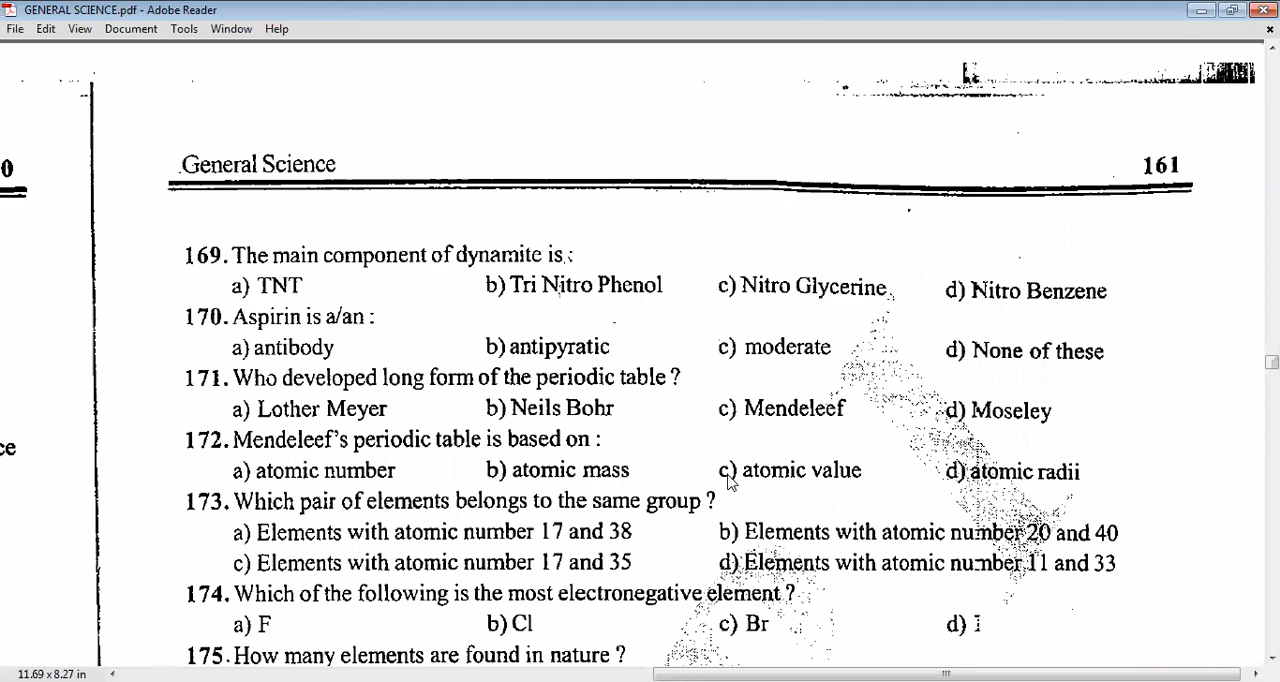 GENERAL SCIENCE.pdf - Adobe Reader
File Edit View Document Tools Window Help
0
General Science 161
169. The main component of dynamite is :
a) TNT b) Tri Nitro Phenol c) Nitro Glycerine d) Nitro Benzene
170. Aspirin is a/an :
a) antibody b) antipyratic c) moderate d) None of these
171. Who developed long form of the periodic table ?
a) Lother Meyer b) Neils Bohr c) Mendeleef d) Moseley
ce
172. Mendeleef's periodic table is based on :
a) atomic number b) atomic mass c) atomic value d) atomic radii
173. Which pair of elements belongs to the same group ?
a) Elements with atomic number 17 and 38 b) Elements with atomic number 20 and 40
c) Elements with atomic number 17 and 35 d) Elements with atomic number 11 and 33
174. Which of the following is the most electronegative element ?
a) F b) Cl c) Br d) I
175. How many elements are found in nature ?
11.69 x 8.27 in